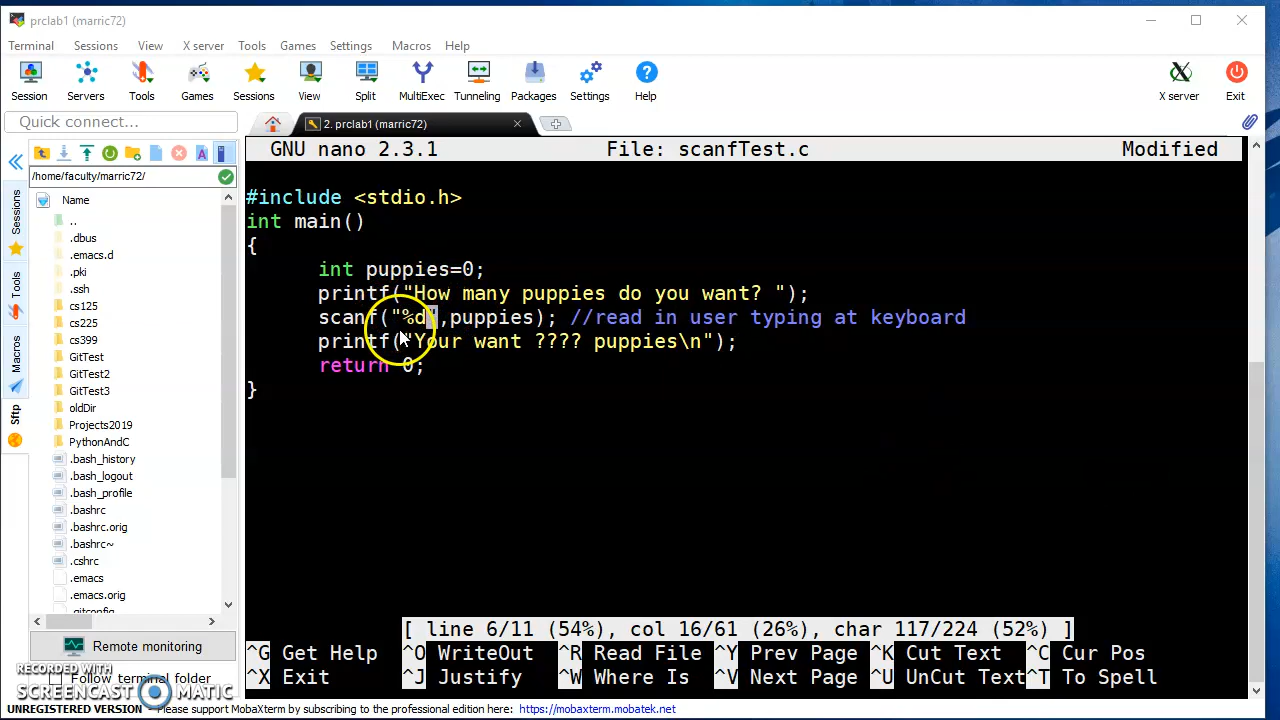 prclab1 (marric72)
Terminal Sessions View X server Tools Games Settings Macros Help
Session Servers Tools Games Sessions View Split MultiExec Tunneling Packages Settings Help X server Exit
Quick connect...
2. prclab1 (marric72)
/home/faculty/marric72/
Name
..
.dbus
.emacs.d
.pki
.ssh
cs125
cs225
cs399
GitTest
GitTest2
GitTest3
oldDir
Projects2019
PythonAndC
.bash_history
.bash_logout
.bash_profile
.bashrc
.bashrc.orig
.bashrc~
.cshrc
.emacs
.emacs.orig
.gitconfig
Sessions
Tools
Macros
Sftp
Remote monitoring
Follow terminal folder
GNU nano 2.3.1 File: scanfTest.c Modified
#include <stdio.h>
int main()
{
int puppies=0;
printf("How many puppies do you want? ");
scanf("%d",puppies); //read in user typing at keyboard
printf("Your want ???? puppies\n");
return 0;
}
[ line 6/11 (54%), col 16/61 (26%), char 117/224 (52%) ]
^G Get Help ^O WriteOut ^R Read File ^Y Prev Page ^K Cut Text ^C Cur Pos
^X Exit ^J Justify ^W Where Is ^V Next Page ^U UnCut Text ^T To Spell
RECORDED WITH
SCREENCAST MATIC
UNREGISTERED VERSION - Please support MobaXterm by subscribing to the professional edition here: https://mobaxterm.mobatek.net